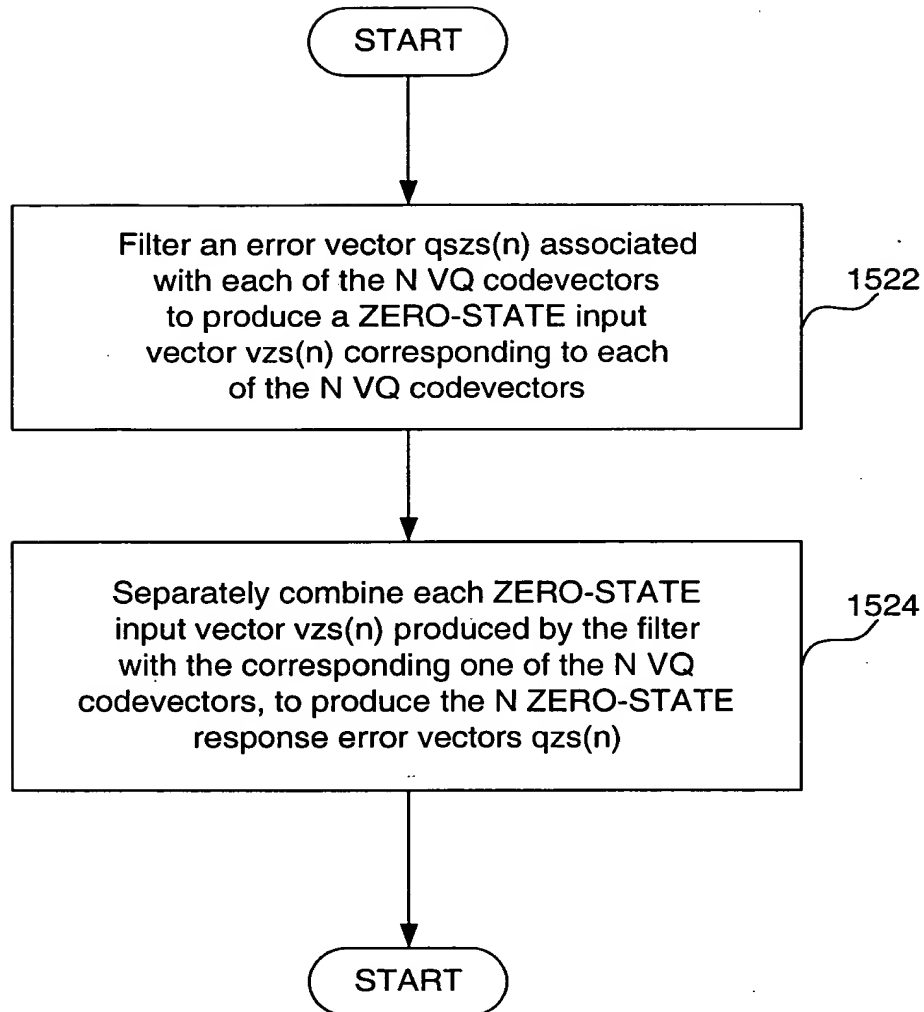 START
Filter an error vector qszs(n) associated
with each of the N VQ codevectors
to produce a ZERO-STATE input
vector vzs(n) corresponding to each
of the N VQ codevectors
1522
Separately combine each ZERO-STATE
input vector vzs(n) produced by the filter
with the corresponding one of the N VQ
codevectors, to produce the N ZERO-STATE
response error vectors qzs(n)
1524
START